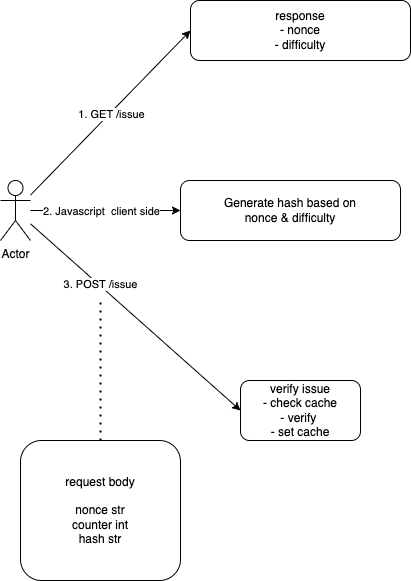 response
- nonce
- difficulty
1. GET /issue
2. Javascript client side
Generate hash based on
nonce & difficulty
Actor
3. POST /issue
verify issue
- check cache
- verify
- set cache
request body
nonce str
counter int
hash str